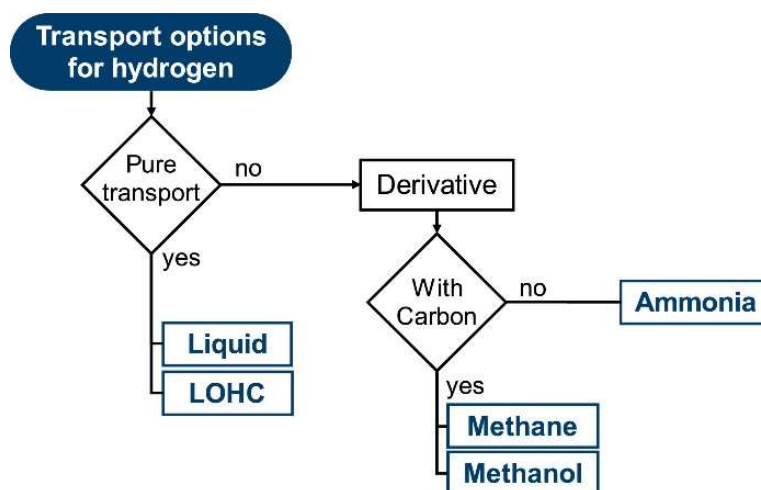 Transport options
for hydrogen
Pure
transport
no
Derivative
yes
With
Carbon
no
Ammonia
Liquid
LOHC
yes
Methane
Methanol